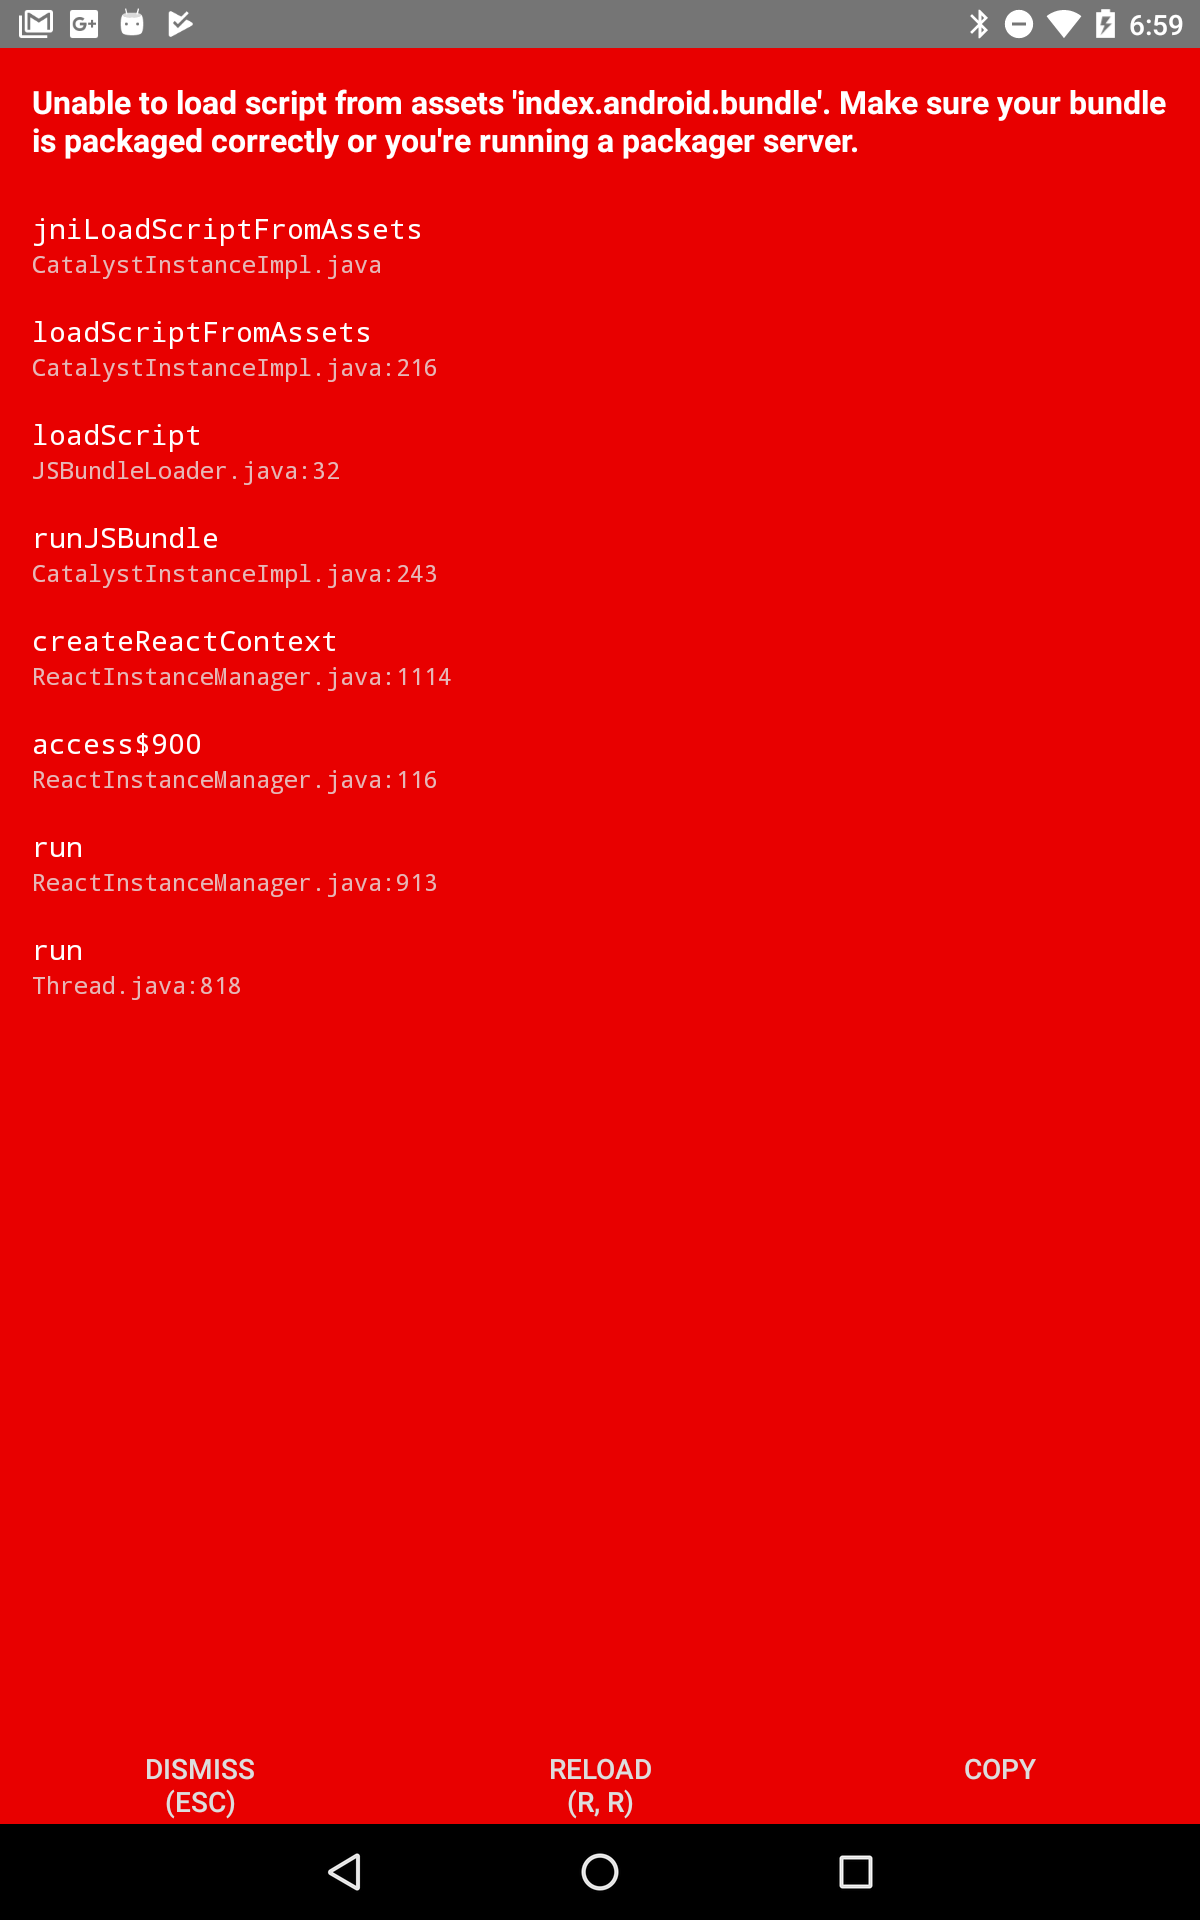 6:59
Unable to load script from assets 'index.android.bundle'. Make sure your bundle
is packaged correctly or you're running a packager server.
jniLoadScriptFromAssets
CatalystInstanceImpl.java
loadScriptFromAssets
CatalystInstanceImpl.java:216
loadScript
JSBundleLoader.java:32
runJSBundle
CatalystInstanceImpl.java:243
createReactContext
ReactInstanceManager.java:1114
access$900
ReactInstanceManager.java:116
run
ReactInstanceManager.java:913
run
Thread.java:818
DISMISS
(ESC)
RELOAD
(R, R)
COPY